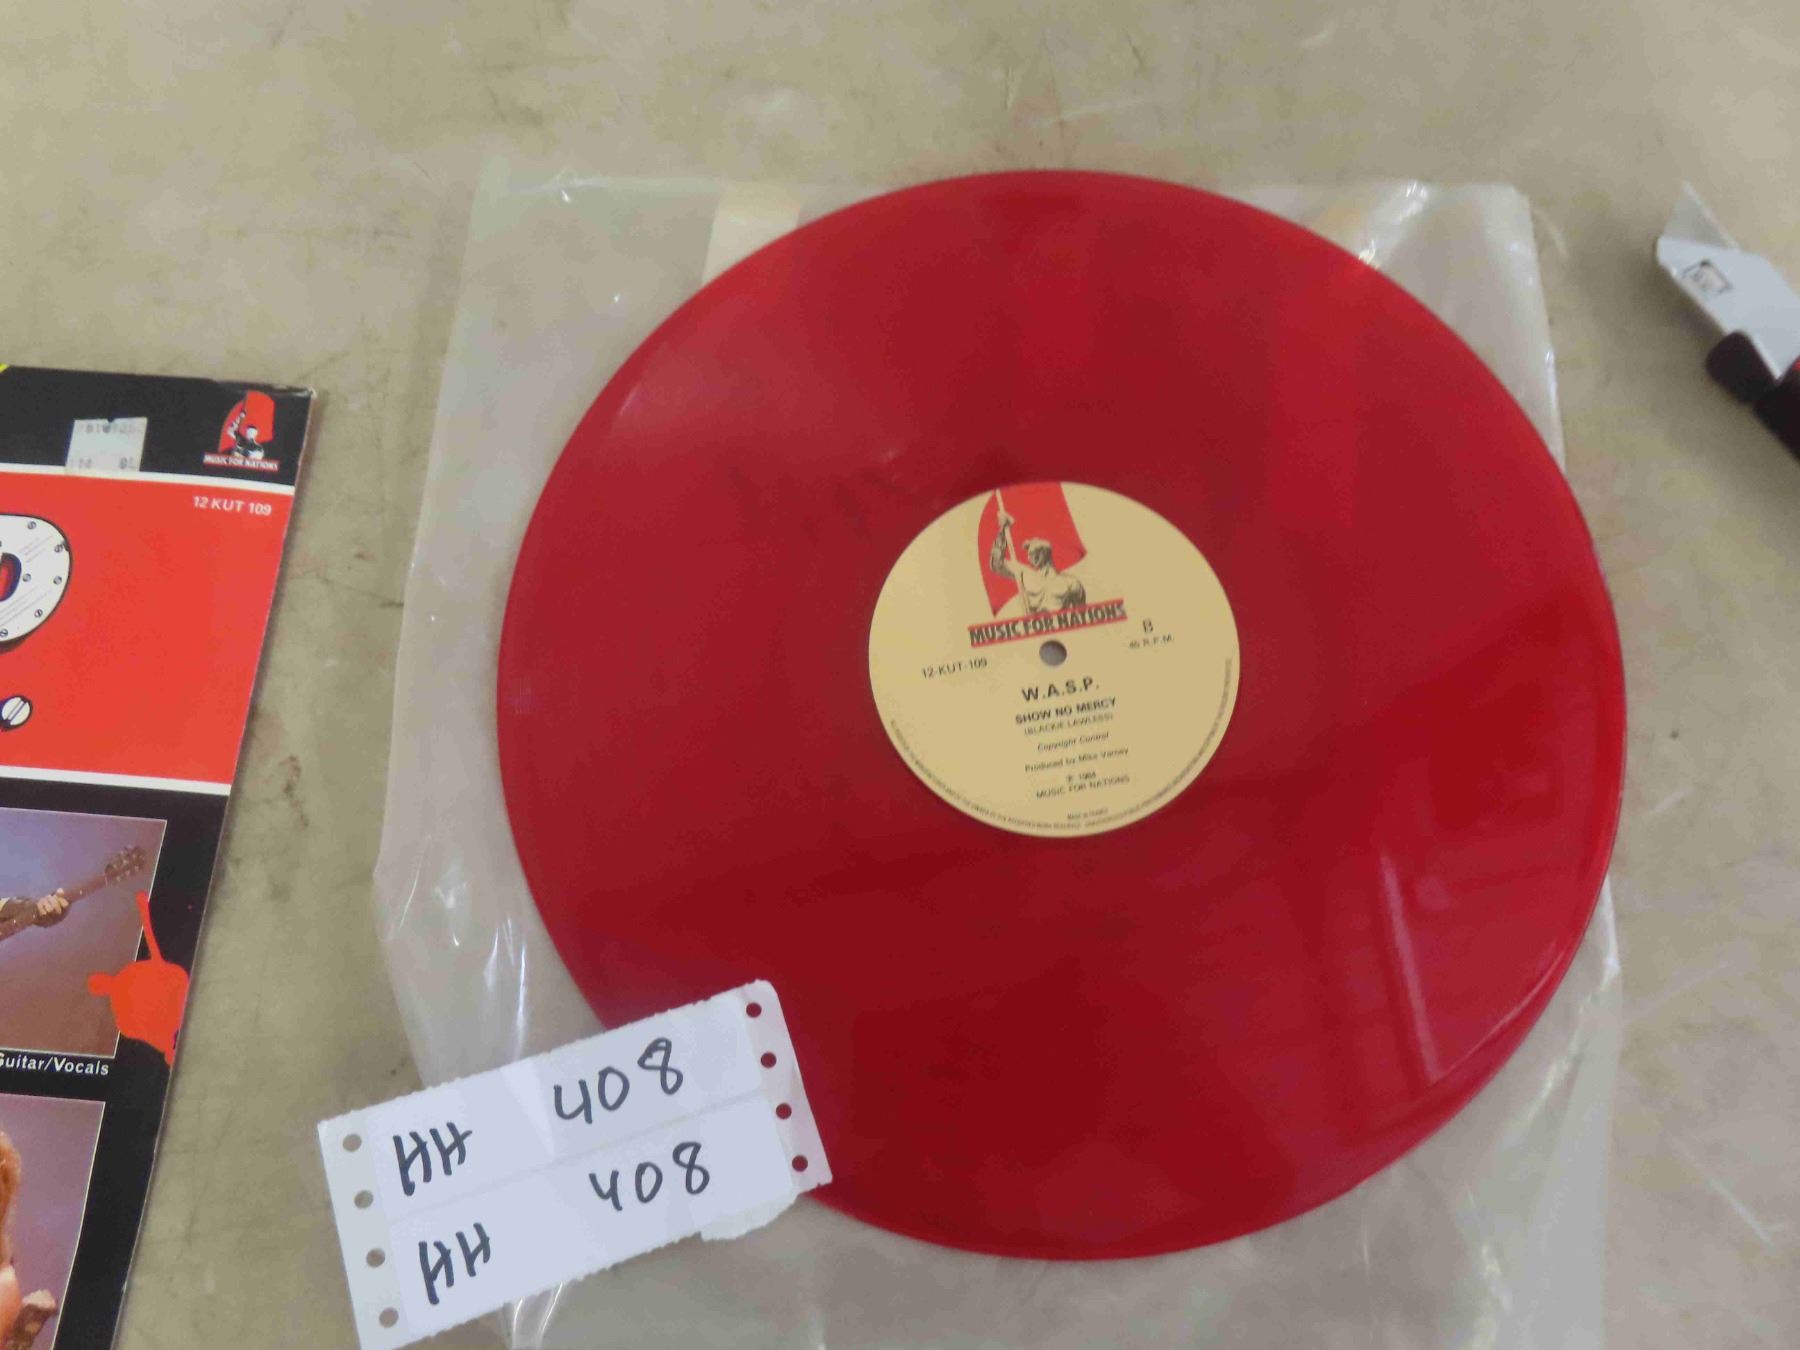 MUSIC FOR NATIONS
12 KUT 109
Guitar/Vocals
MUSIC FOR NATIONS
B
45 R.P.M.
12-KUT-109
W.A.S.P.
SHOW NO MERCY
(BLACKIE LAWLESS)
Copyright Control
Produced by Mike Varney
℗ 1984
MUSIC FOR NATIONS
HH 408
HH 408